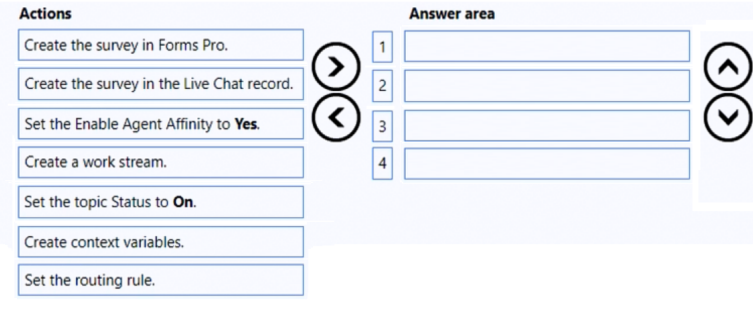 Actions
Answer area
Create the survey in Forms Pro.
1
Create the survey in the Live Chat record.
2
Set the Enable Agent Affinity to Yes.
3
Create a work stream.
4
Set the topic Status to On.
Create context variables.
Set the routing rule.